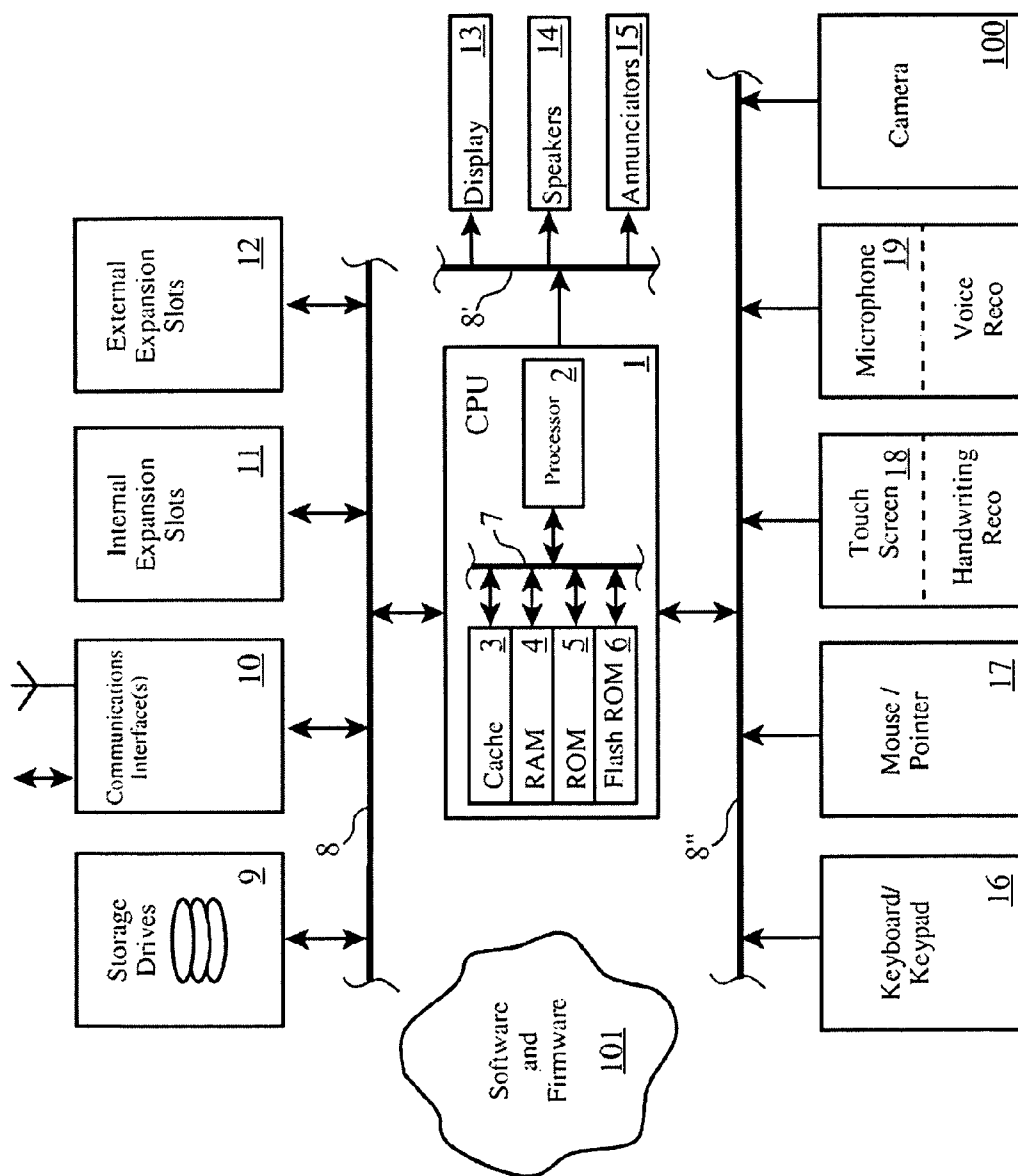 Storage
Drives
9
Communications
Interface(s)
10
Internal
Expansion
Slots
11
External
Expansion
Slots
12
8
CPU
1
Cache 3
RAM 4
ROM 5
Flash ROM 6
7
Processor
2
8'
Display 13
Speakers 14
Annunciators 15
Software
and
Firmware
101
8"
Keyboard/
Keypad
16
Mouse /
Pointer
17
Touch
Screen 18
Handwriting
Reco
Microphone
19
Voice
Reco
Camera
100